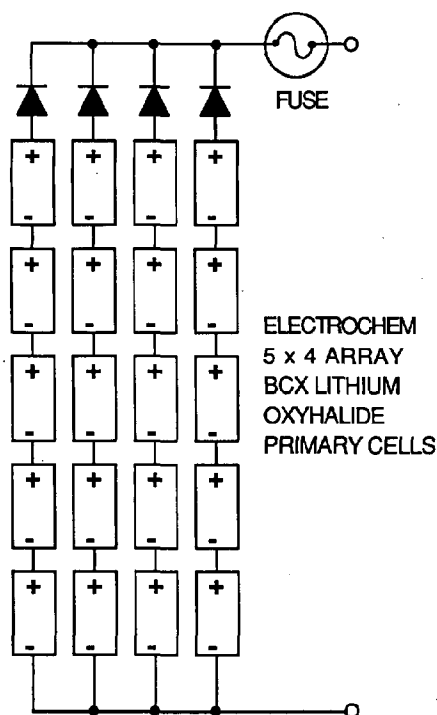 FUSE
+ + + +
- - - -
+ + + +
- - - -
ELECTROCHEM
5 x 4 ARRAY
BCX LITHIUM
OXYHALIDE
PRIMARY CELLS
+ + + +
- - - -
+ + + +
- - - -
+ + + +
- - - -